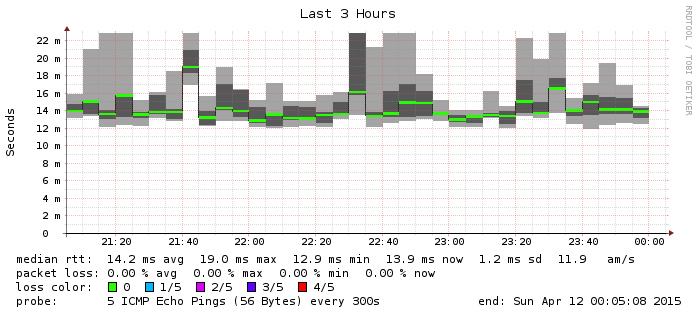 Last 3 Hours
RRDTOOL / TOBI OETIKER
Seconds
22 m
20 m
18 m
16 m
14 m
12 m
10 m
8 m
6 m
4 m
2 m
0
21:20 21:40 22:00 22:20 22:40 23:00 23:20 23:40 00:00
median rtt: 14.2 ms avg 19.0 ms max 12.9 ms min 13.9 ms now 1.2 ms sd 11.9 am/s
packet loss: 0.00 % avg 0.00 % max 0.00 % min 0.00 % now
loss color: 0 1/5 2/5 3/5 4/5
probe: 5 ICMP Echo Pings (56 Bytes) every 300s end: Sun Apr 12 00:05:08 2015